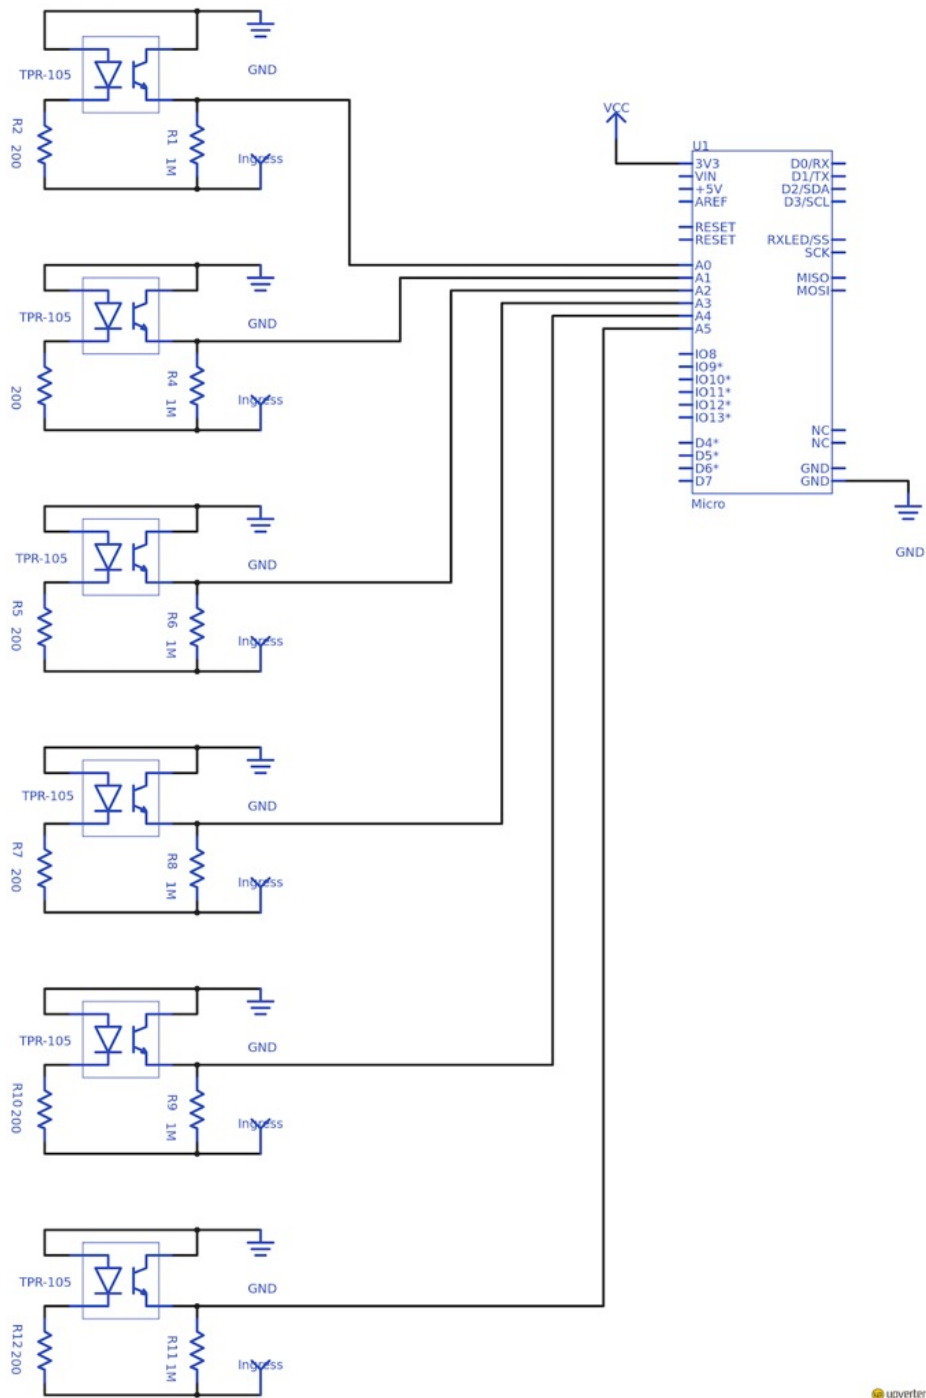 TPR-105
GND
R2 200
R1 1M
Ingress
TPR-105
GND
200
R4 1M
Ingress
TPR-105
GND
R5 200
R6 1M
Ingress
TPR-105
GND
R7 200
R8 1M
Ingress
TPR-105
GND
R10 200
R9 1M
Ingress
TPR-105
GND
R12 200
R11 1M
Ingress
VCC
U1
3V3
VIN
+5V
AREF
RESET
RESET
A0
A1
A2
A3
A4
A5
IO8
IO9*
IO10*
IO11*
IO12*
IO13*
D4*
D5*
D6*
D7
D0/RX
D1/TX
D2/SDA
D3/SCL
RXLED/SS
SCK
MISO
MOSI
NC
NC
GND
GND
Micro
GND
upverter